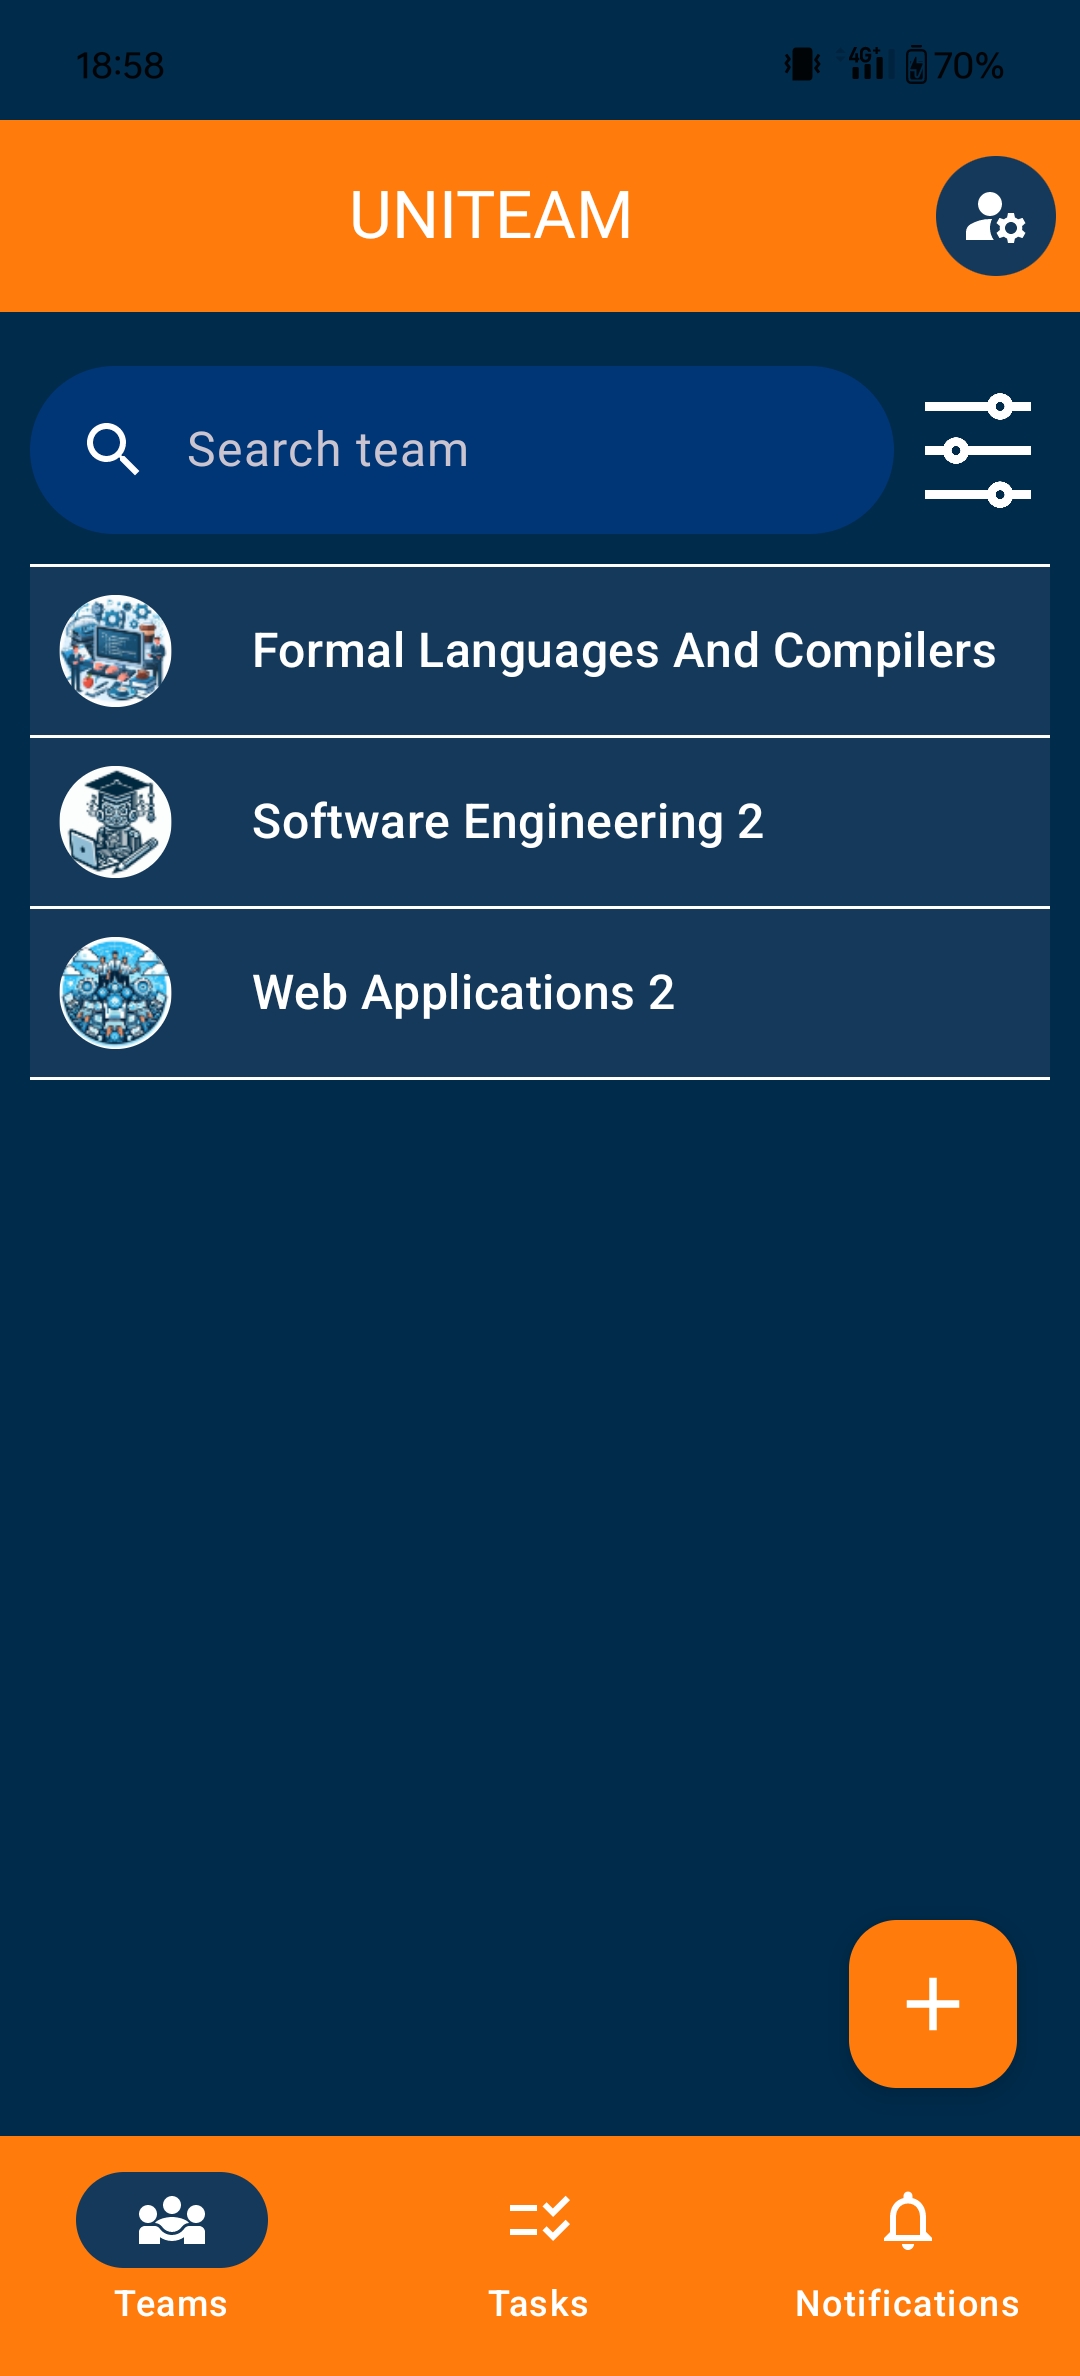 18:58
4G+ 70%
UNITEAM
Search team
Formal Languages And Compilers
Software Engineering 2
Web Applications 2
Teams
Tasks
Notifications